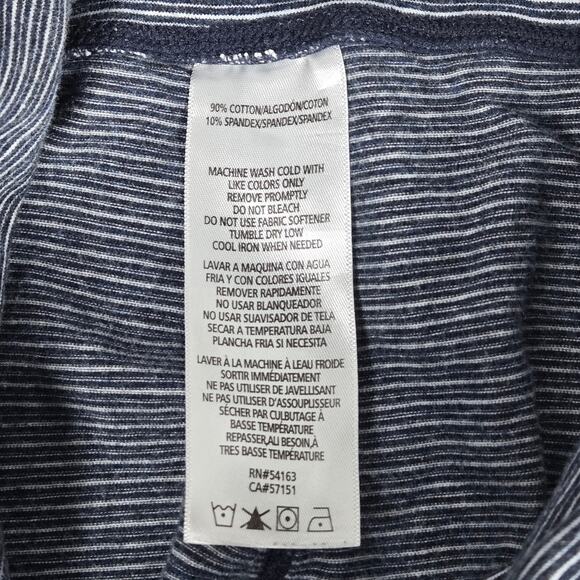 90% COTTON/ALGODÓN/COTON
10% SPANDEX/SPANDEX/SPANDEX
MACHINE WASH COLD WITH
LIKE COLORS ONLY
REMOVE PROMPTLY
DO NOT BLEACH
DO NOT USE FABRIC SOFTENER
TUMBLE DRY LOW
COOL IRON WHEN NEEDED
LAVAR A MAQUINA CON AGUA
FRIA Y CON COLORES IGUALES
REMOVER RAPIDAMENTE
NO USAR BLANQUEADOR
NO USAR SUAVISADOR DE TELA
SECAR A TEMPERATURA BAJA
PLANCHA FRIA SI NECESITA
LAVER À LA MACHINE À LEAU FROIDE
SORTIR IMMÉDIATEMENT
NE PAS UTILISER DE JAVELLISANT
NE PAS UTILISER D'ASSOUPLISSEUR
SÉCHER PAR CULBUTAGE À
BASSE TEMPÉRATURE
REPASSER,ALI BESOIN,À
TRES BASSE TEMPÉRATURE
RN#54163
CA#57151